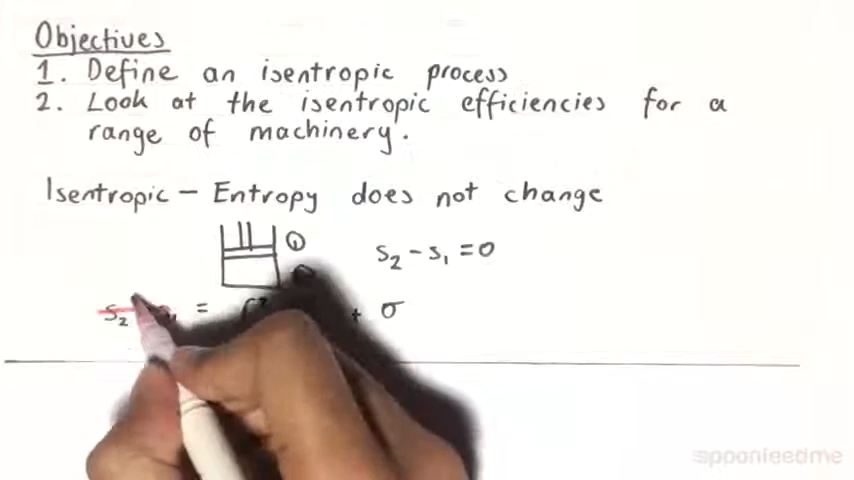 Objectives
1. Define an isentropic process
2. Look at the isentropic efficiencies for a
range of machinery.
Isentropic - Entropy does not change
① s₂ - s₁ = 0
s₂ = + σ
spoonfeedme